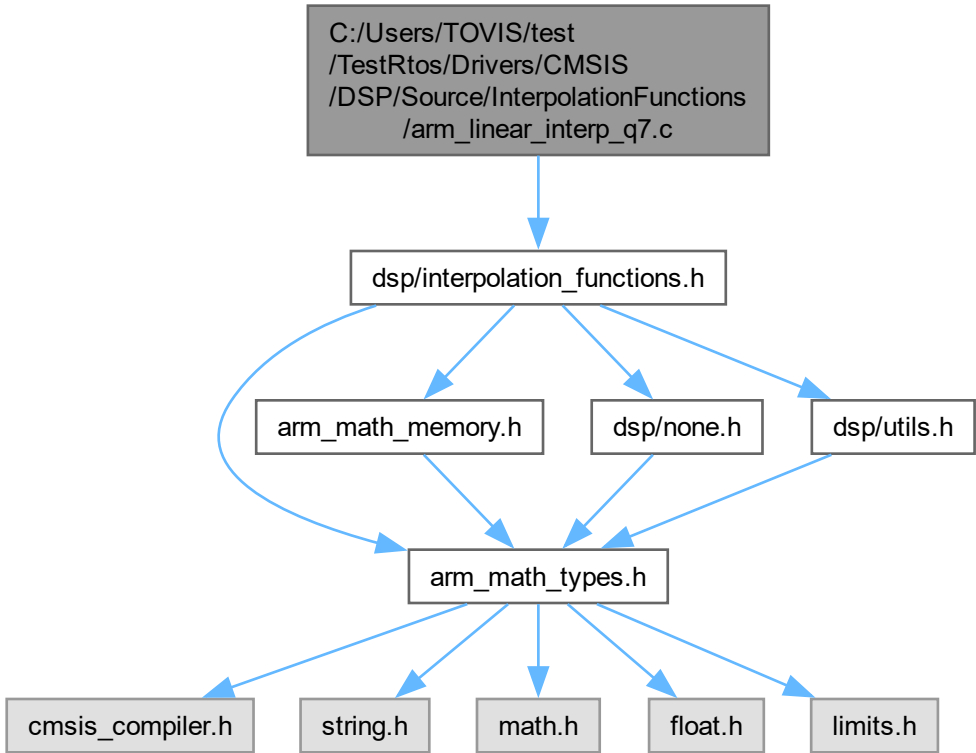 C:/Users/TOVIS/test
/TestRtos/Drivers/CMSIS
/DSP/Source/InterpolationFunctions
/arm_linear_interp_q7.c
dsp/interpolation_functions.h
arm_math_memory.h
dsp/none.h
dsp/utils.h
arm_math_types.h
cmsis_compiler.h
string.h
math.h
float.h
limits.h